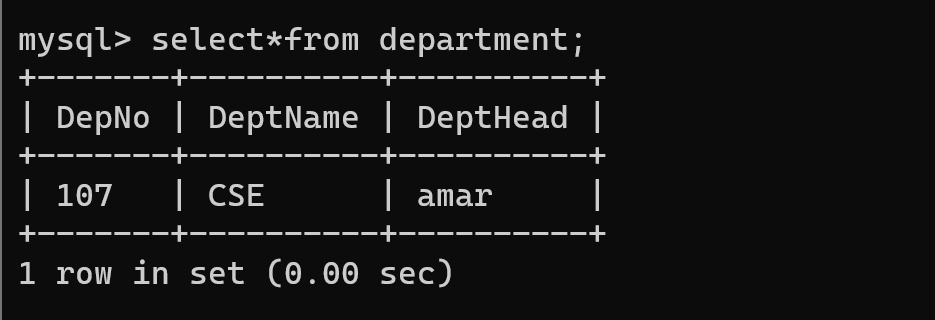 mysql> select*from department;
+-------+----------+----------+
| DepNo | DeptName | DeptHead |
+-------+----------+----------+
| 107   | CSE      | amar     |
+-------+----------+----------+
1 row in set (0.00 sec)